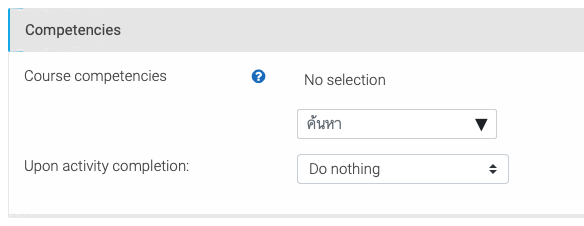 Competencies
Course competencies
No selection
ค้นหา
Upon activity completion:
Do nothing